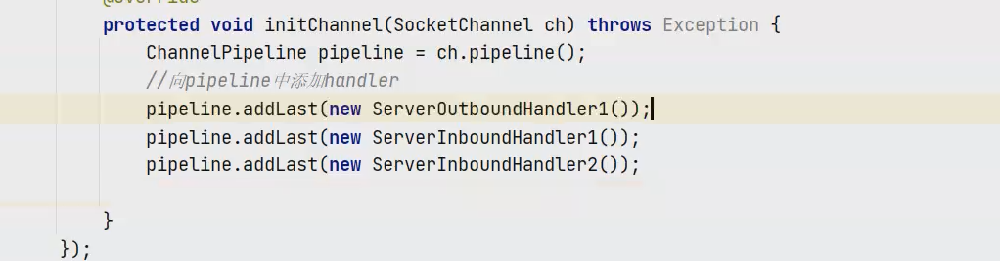 @Override
protected void initChannel(SocketChannel ch) throws Exception {
ChannelPipeline pipeline = ch.pipeline();
//向pipeline中添加handler
pipeline.addLast(new ServerOutboundHandler1());
pipeline.addLast(new ServerInboundHandler1());
pipeline.addLast(new ServerInboundHandler2());
}
});